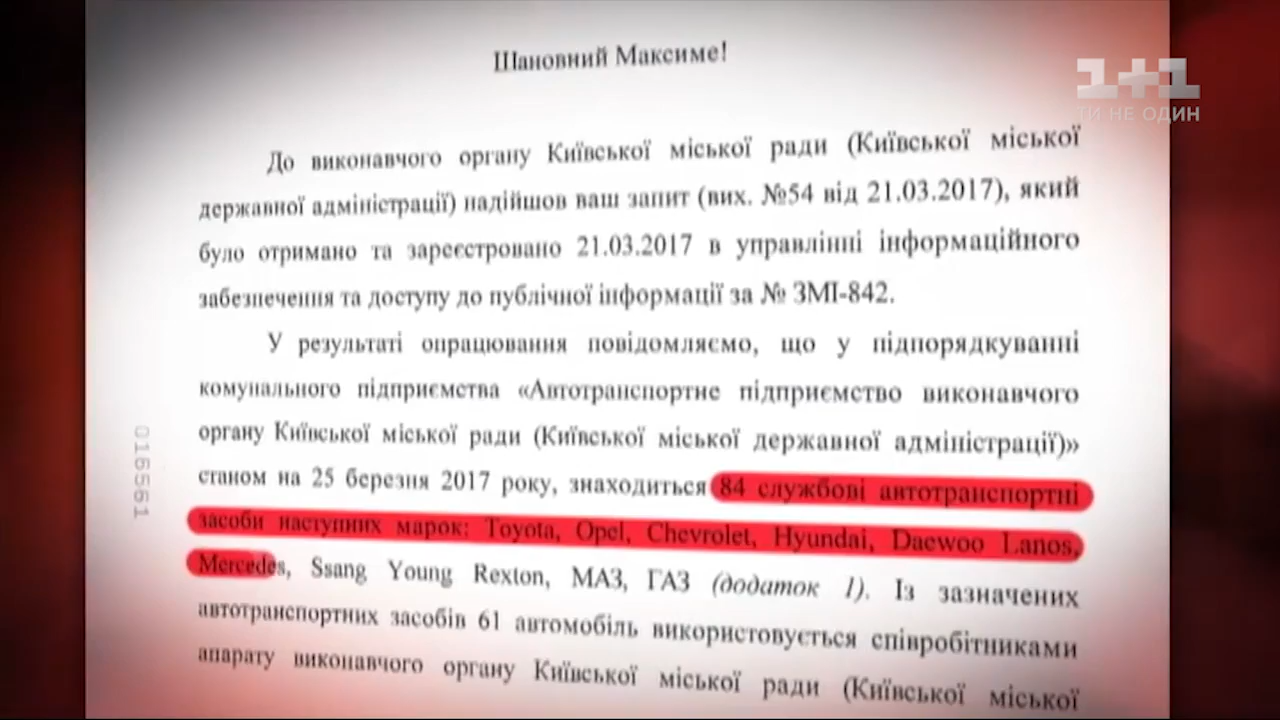 Шановний Максиме!
1+1
ТИ НЕ ОДИН
До виконавчого органу Київської міської ради (Київської міської
державної адміністрації) надійшов ваш запит (вих. №54 від 21.03.2017), який
було отримано та зареєстровано 21.03.2017 в управлінні інформаційного
забезпечення та доступу до публічної інформації за № ЗМІ-842.
У результаті опрацювання повідомляємо, що у підпорядкуванні
комунального підприємства «Автотранспортне підприємство виконавчого
органу Київської міської ради (Київської міської державної адміністрації)»
станом на 25 березня 2017 року, знаходиться 84 службові автотранспортні
засоби наступних марок: Toyota, Opel, Chevrolet, Hyundai, Daewoo Lanos,
Mercedes, Ssang Young Rexton, МАЗ, ГАЗ (додаток 1). Із зазначених
автотранспортних засобів 61 автомобіль використовується співробітниками
апарату виконавчого органу Київської міської ради (Київської міської
016561